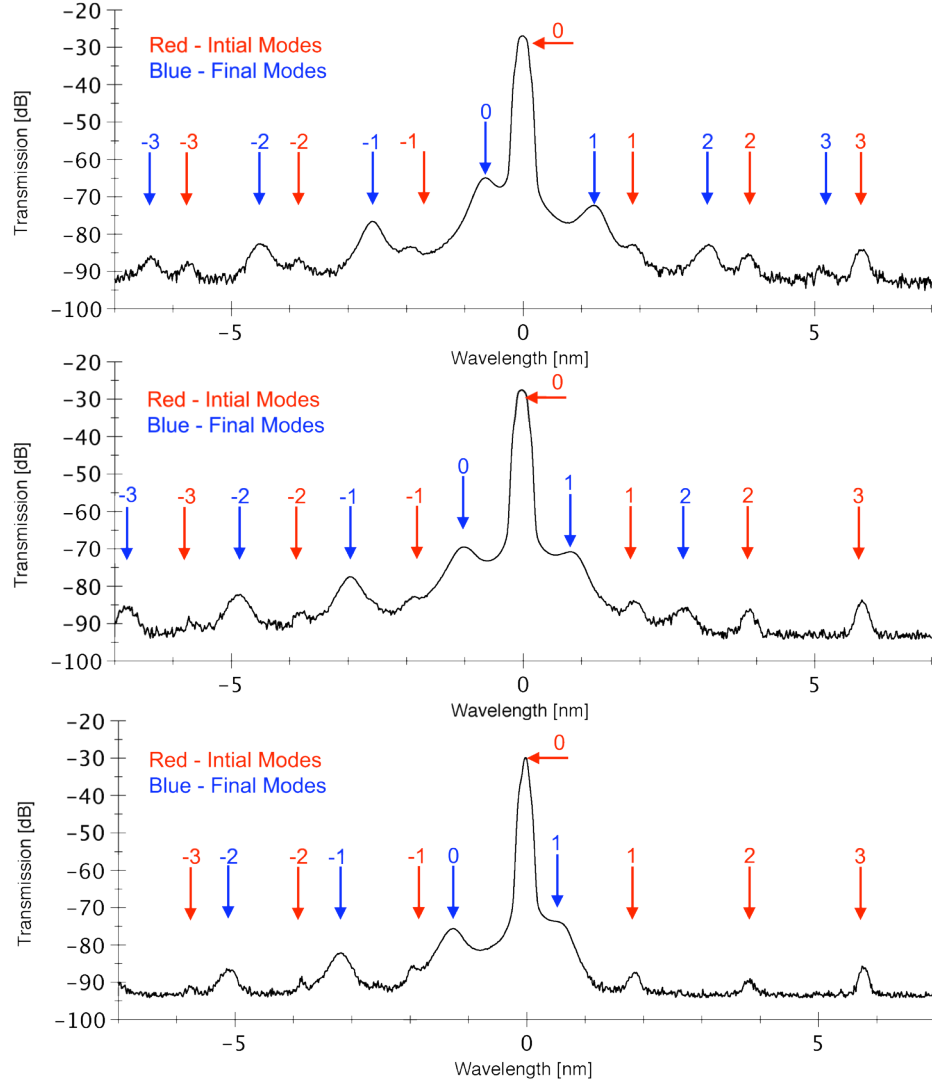 -20
-30
-40
-50
-60
-70
-80
-90
-100
Transmission [dB]
Red - Intial Modes
Blue - Final Modes
0
-3 -3 -2 -2 -1 -1 0 1 1 2 2 3 3
-5 0 5
Wavelength [nm]
-20
-30
-40
-50
-60
-70
-80
-90
-100
Transmission [dB]
Red - Intial Modes
Blue - Final Modes
0
-3 -3 -2 -2 -1 -1 0 1 1 2 2 3
-5 0 5
Wavelength [nm]
-20
-30
-40
-50
-60
-70
-80
-90
-100
Transmission [dB]
Red - Intial Modes
Blue - Final Modes
0
-3 -2 -2 -1 -1 0 1 1 2 3
-5 0 5
Wavelength [nm]